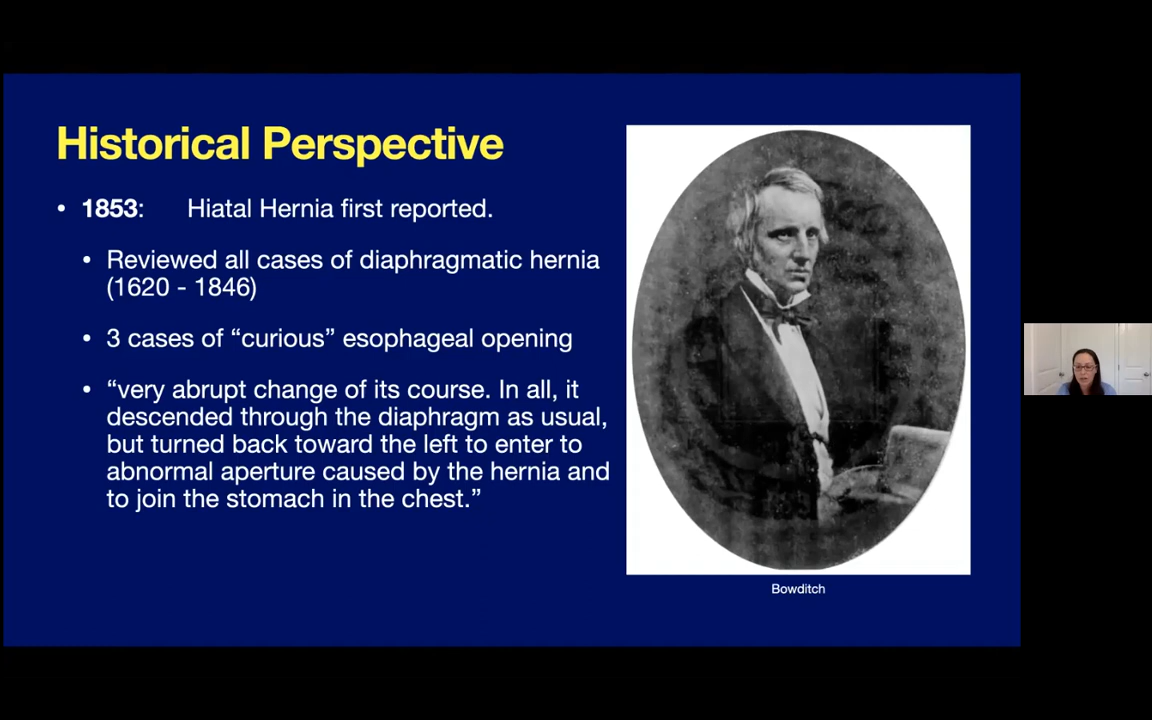 Historical Perspective
• 1853: Hiatal Hernia first reported.
• Reviewed all cases of diaphragmatic hernia
(1620 - 1846)
• 3 cases of “curious” esophageal opening
• “very abrupt change of its course. In all, it
descended through the diaphragm as usual,
but turned back toward the left to enter to
abnormal aperture caused by the hernia and
to join the stomach in the chest.”
Bowditch